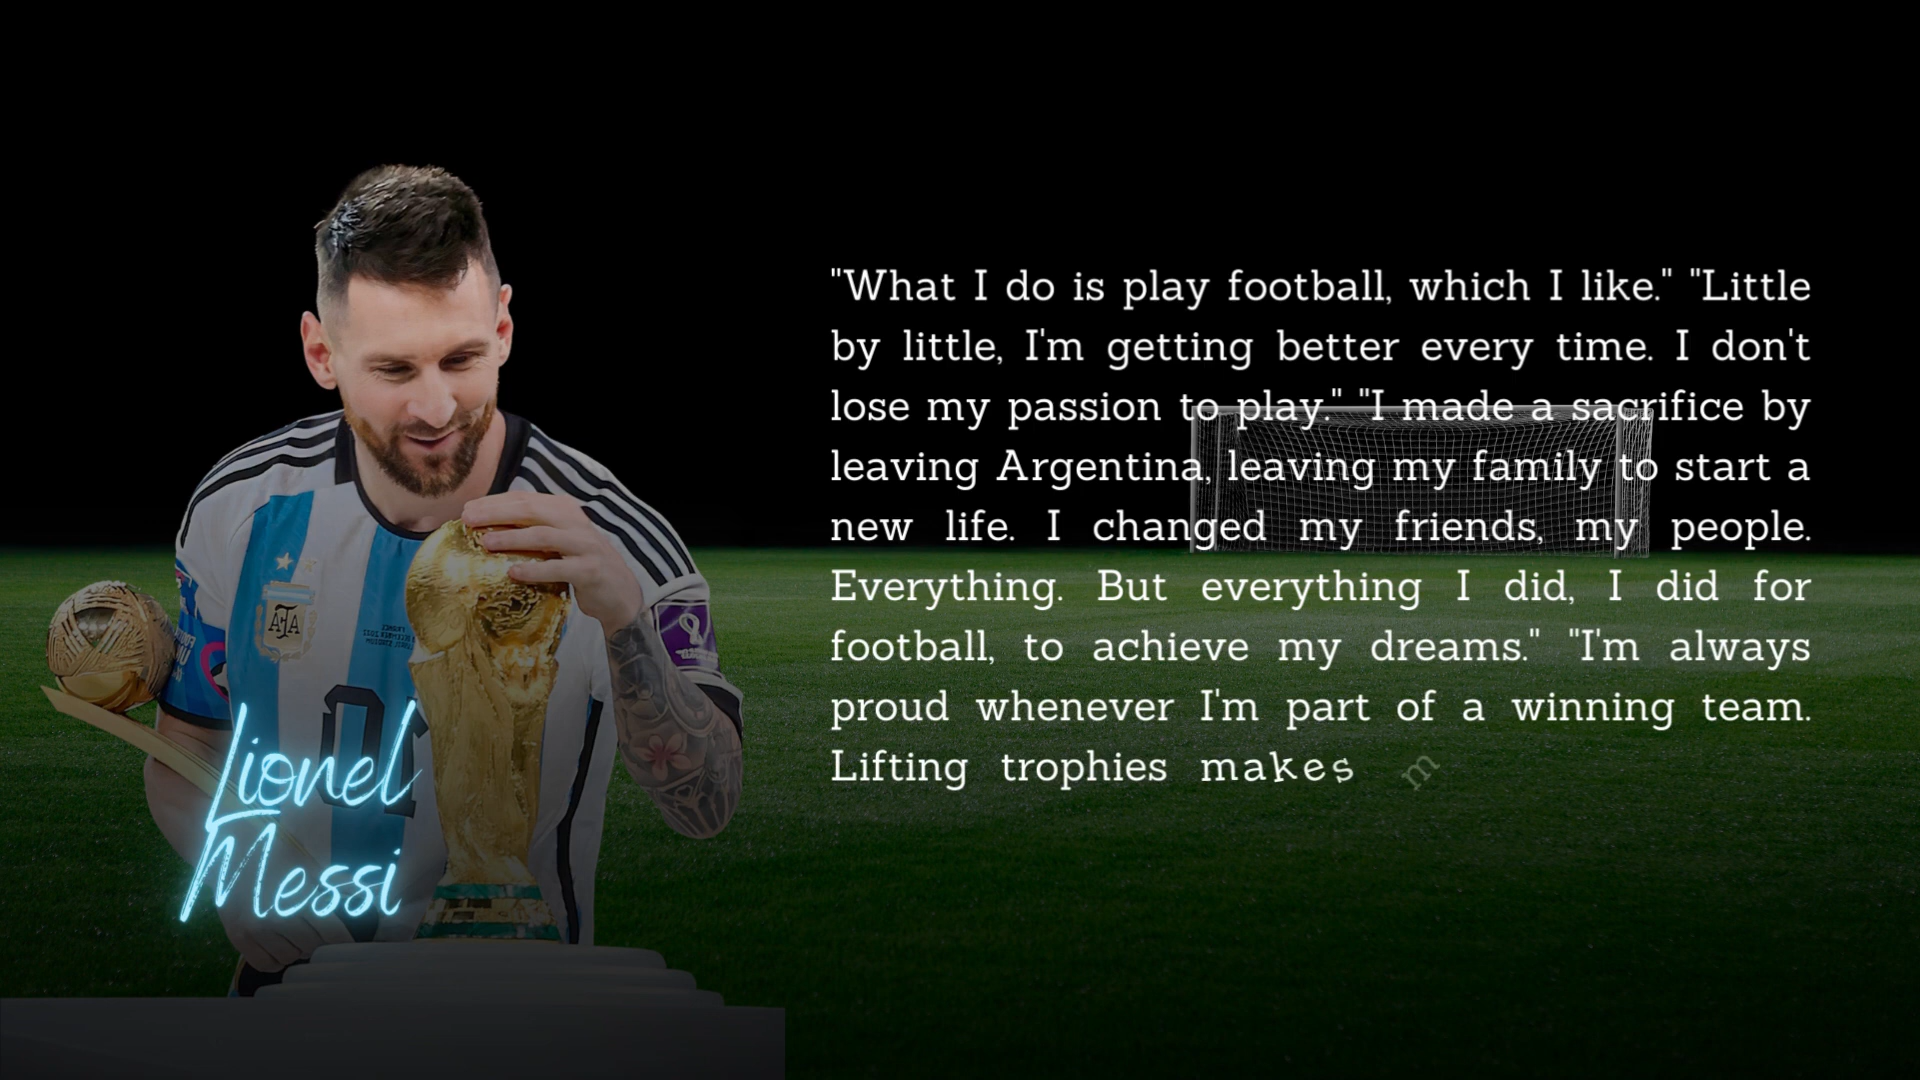 "What I do is play football, which I like." "Little
by little, I'm getting better every time. I don't
lose my passion to play." "I made a sacrifice by
leaving Argentina, leaving my family to start a
new life. I changed my friends, my people.
Everything. But everything I did, I did for
football, to achieve my dreams." "I'm always
proud whenever I'm part of a winning team.
Lifting trophies makes m
AFA
Lionel
Messi